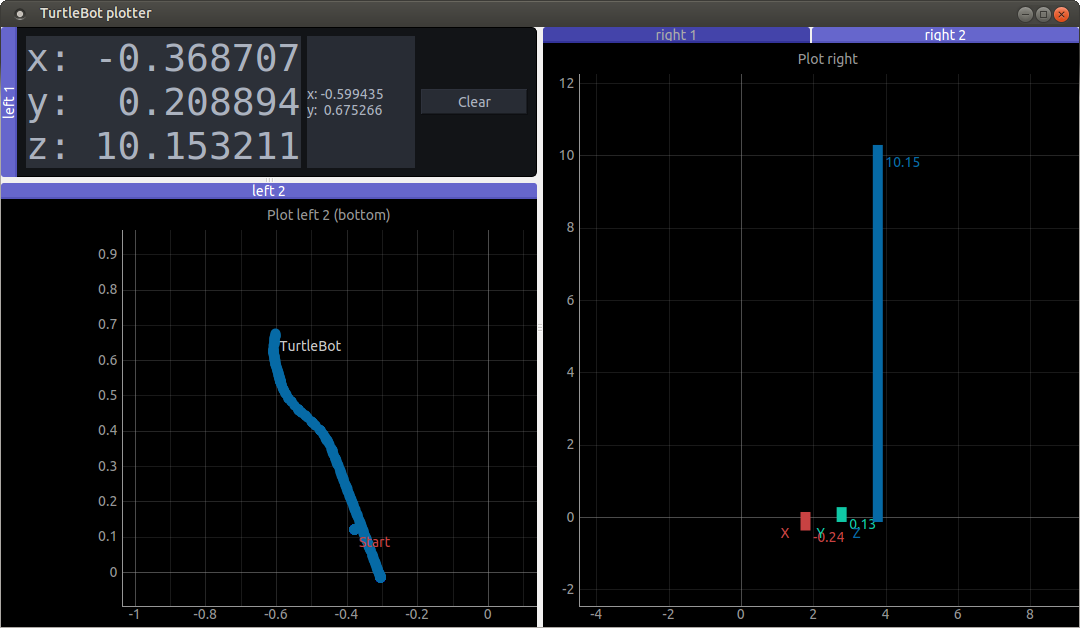 TurtleBot plotter
left 1
x: -0.368707
y:  0.208894
z: 10.153211
x: -0.599435
y:  0.675266
Clear
left 2
Plot left 2 (bottom)
0.9
0.8
0.7
0.6
0.5
0.4
0.3
0.2
0.1
0
TurtleBot
Start
-1 -0.8 -0.6 -0.4 -0.2 0
right 1 right 2
Plot right
12
10
8
6
4
2
0
-2
10.15
0.13
X Y Z
-0.24
-4 -2 0 2 4 6 8